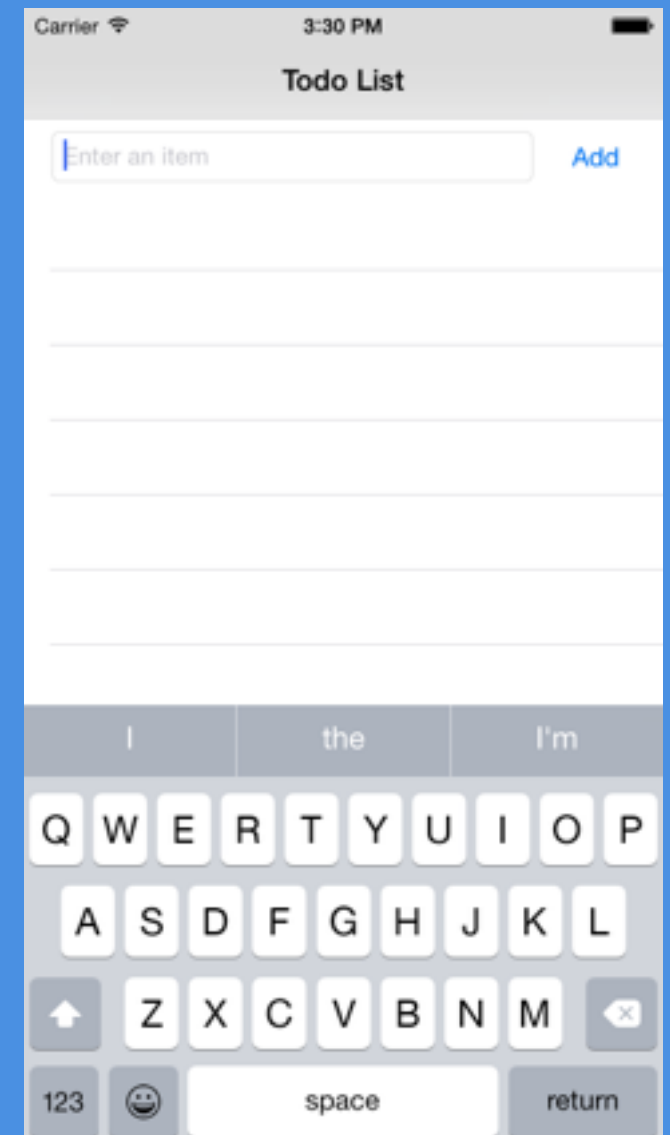 Carrier 3:30 PM
Todo List
Enter an item Add
I the I'm
Q W E R T Y U I O P
A S D F G H J K L
Z X C V B N M
123 space return